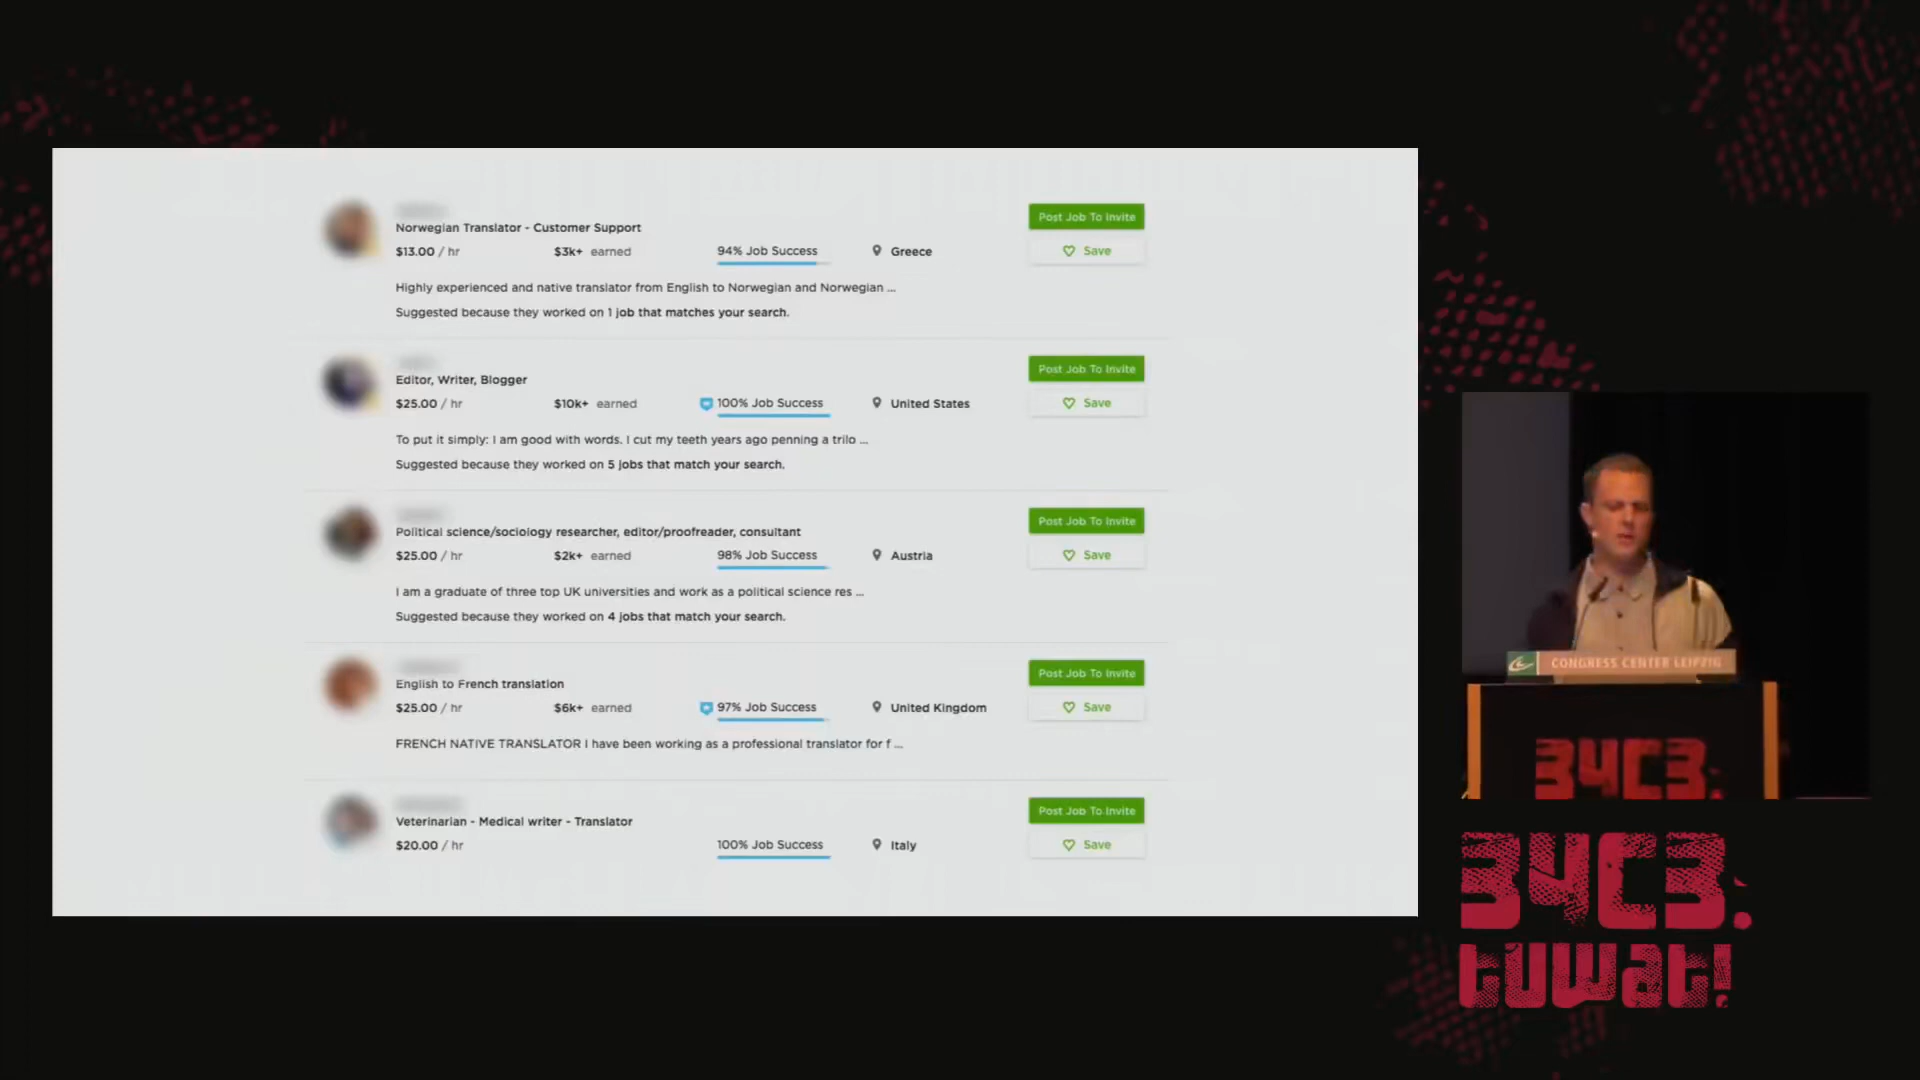 Norwegian Translator - Customer Support
$13.00 / hr $3k+ earned 94% Job Success Greece
Post Job To Invite
Save
Highly experienced and native translator from English to Norwegian and Norwegian ...
Suggested because they worked on 1 job that matches your search.
Editor, Writer, Blogger
$25.00 / hr $10k+ earned 100% Job Success United States
Post Job To Invite
Save
To put it simply: I am good with words. I cut my teeth years ago penning a trilo ...
Suggested because they worked on 5 jobs that match your search.
Political science/sociology researcher, editor/proofreader, consultant
$25.00 / hr $2k+ earned 98% Job Success Austria
Post Job To Invite
Save
I am a graduate of three top UK universities and work as a political science res ...
Suggested because they worked on 4 jobs that match your search.
English to French translation
$25.00 / hr $6k+ earned 97% Job Success United Kingdom
Post Job To Invite
Save
FRENCH NATIVE TRANSLATOR I have been working as a professional translator for f ...
Veterinarian - Medical writer - Translator
$20.00 / hr 100% Job Success Italy
Post Job To Invite
Save
CONGRESS CENTER LEIPZIG
34C3.
34C3.
tuwat!